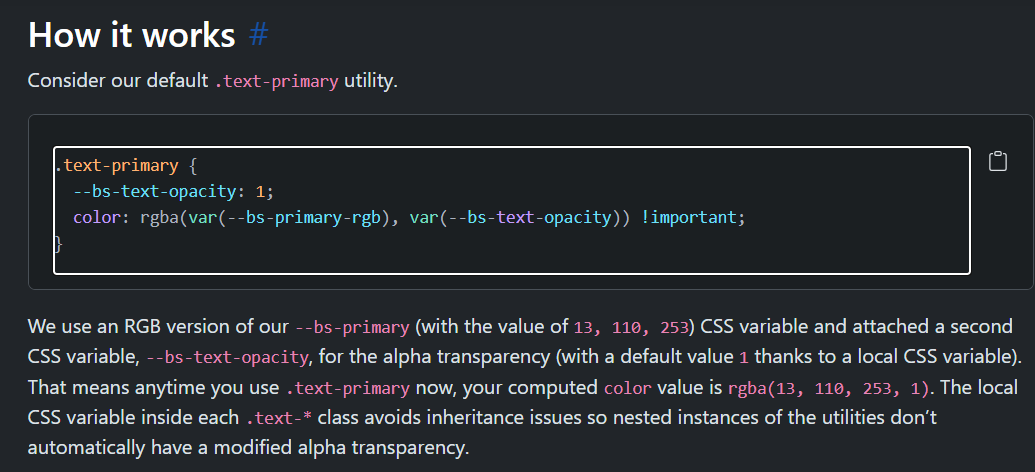 How it works #
Consider our default .text-primary utility.
.text-primary {
  --bs-text-opacity: 1;
  color: rgba(var(--bs-primary-rgb), var(--bs-text-opacity)) !important;
}
We use an RGB version of our --bs-primary (with the value of 13, 110, 253) CSS variable and attached a second
CSS variable, --bs-text-opacity, for the alpha transparency (with a default value 1 thanks to a local CSS variable).
That means anytime you use .text-primary now, your computed color value is rgba(13, 110, 253, 1). The local
CSS variable inside each .text-* class avoids inheritance issues so nested instances of the utilities don’t
automatically have a modified alpha transparency.